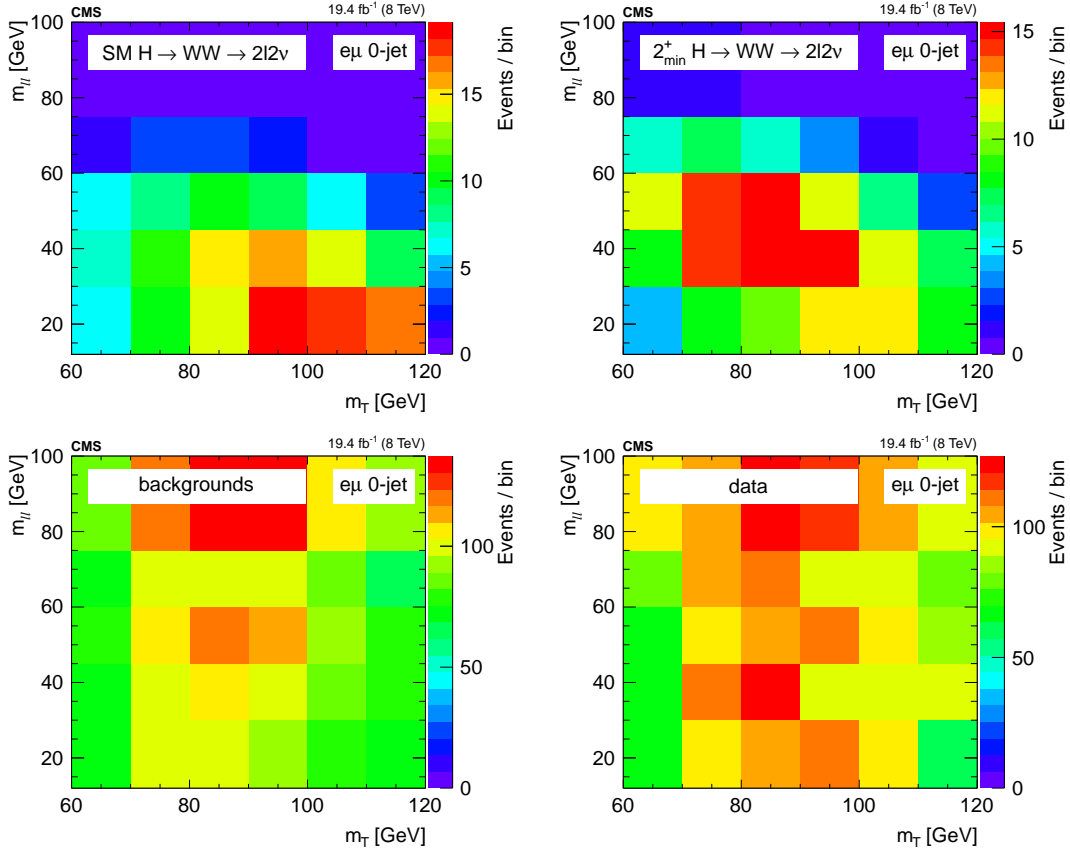 CMS 19.4 fb⁻¹ (8 TeV)
SM H → WW → 2l2ν eμ 0-jet
m_ll [GeV]
100
80
60
40
20
60 80 100 120
m_T [GeV]
Events / bin
15
10
5
0
CMS 19.4 fb⁻¹ (8 TeV)
2⁺_min H → WW → 2l2ν eμ 0-jet
m_ll [GeV]
100
80
60
40
20
60 80 100 120
m_T [GeV]
Events / bin
15
10
5
0
CMS 19.4 fb⁻¹ (8 TeV)
backgrounds eμ 0-jet
m_ll [GeV]
100
80
60
40
20
60 80 100 120
m_T [GeV]
Events / bin
100
50
0
CMS 19.4 fb⁻¹ (8 TeV)
data eμ 0-jet
m_ll [GeV]
100
80
60
40
20
60 80 100 120
m_T [GeV]
Events / bin
100
50
0